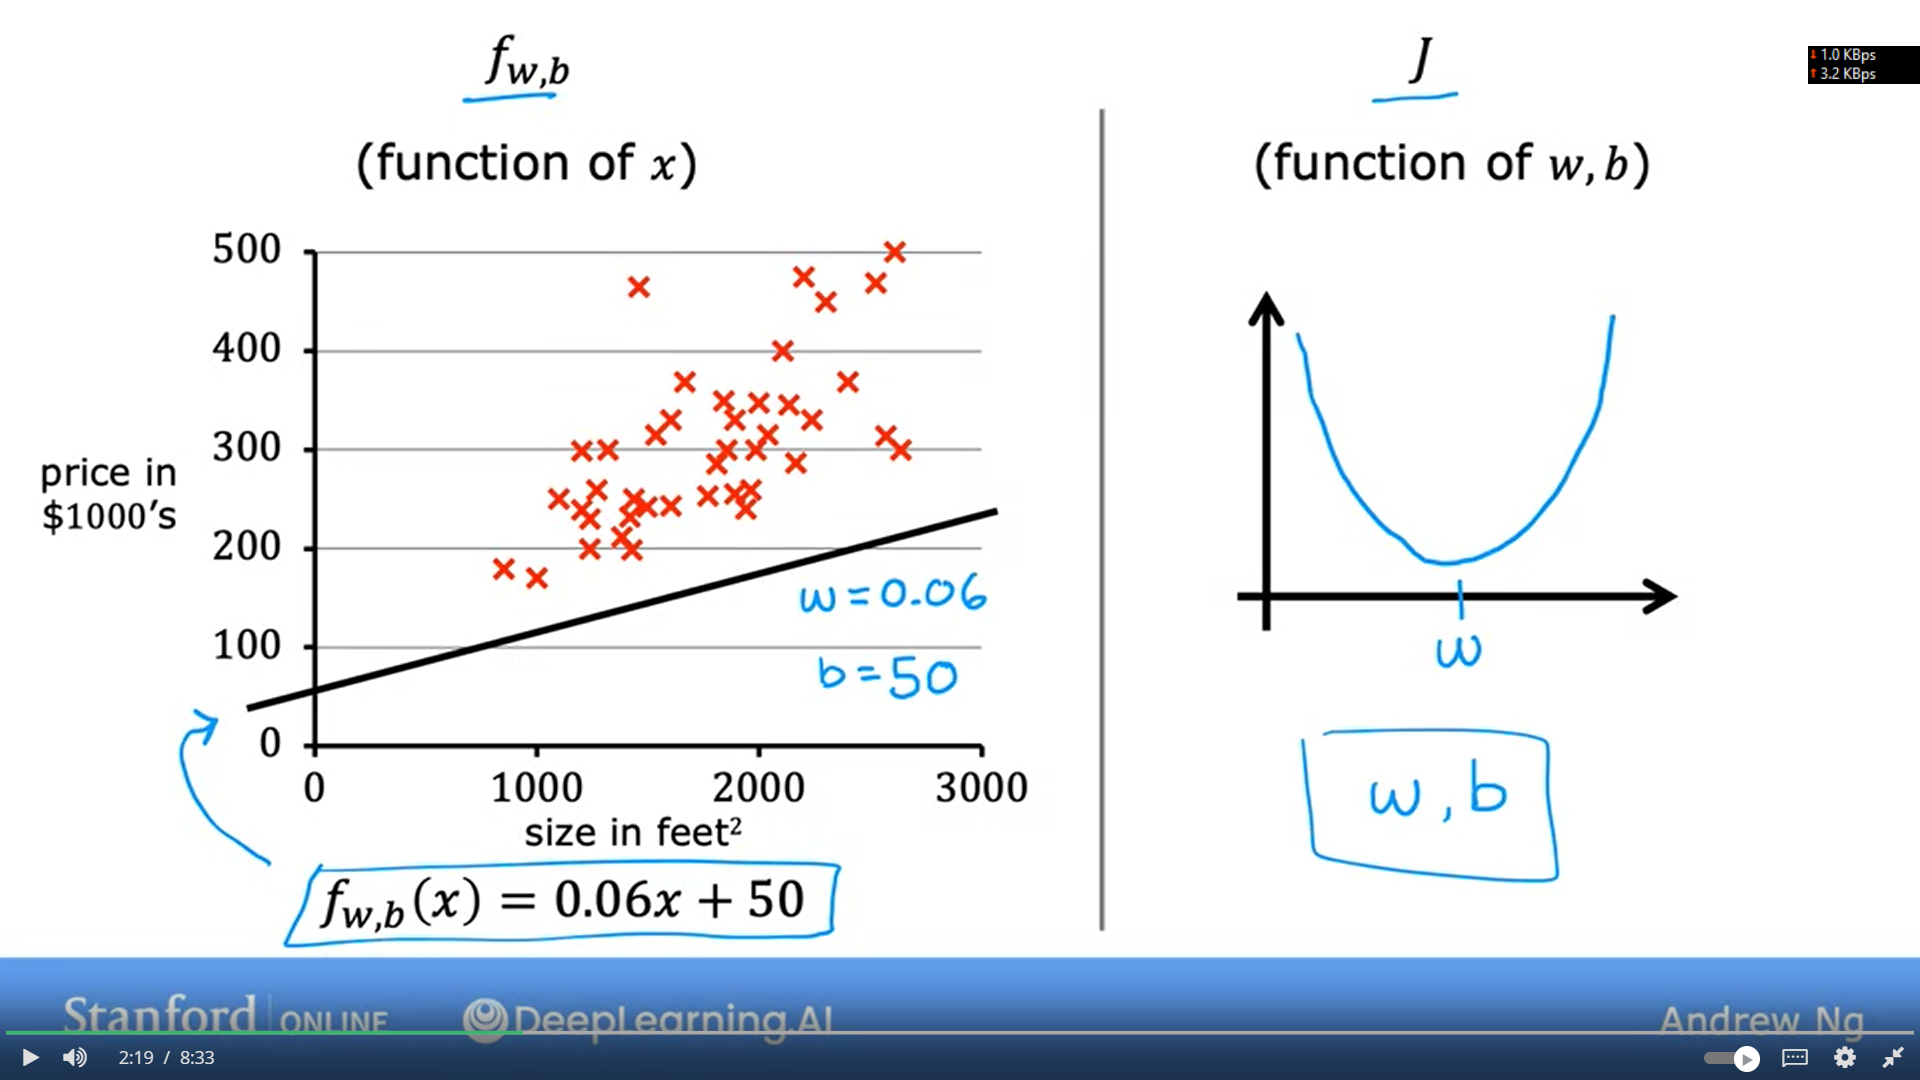 f_{w,b}
(function of x)
500
400
300
200
100
0
price in
$1000's
0 1000 2000 3000
size in feet²
w = 0.06
b = 50
f_{w,b}(x) = 0.06x + 50
J
(function of w, b)
w
w, b
↓ 1.0 KBps
↑ 3.2 KBps
Stanford | ONLINE DeepLearning.AI Andrew Ng
2:19 / 8:33